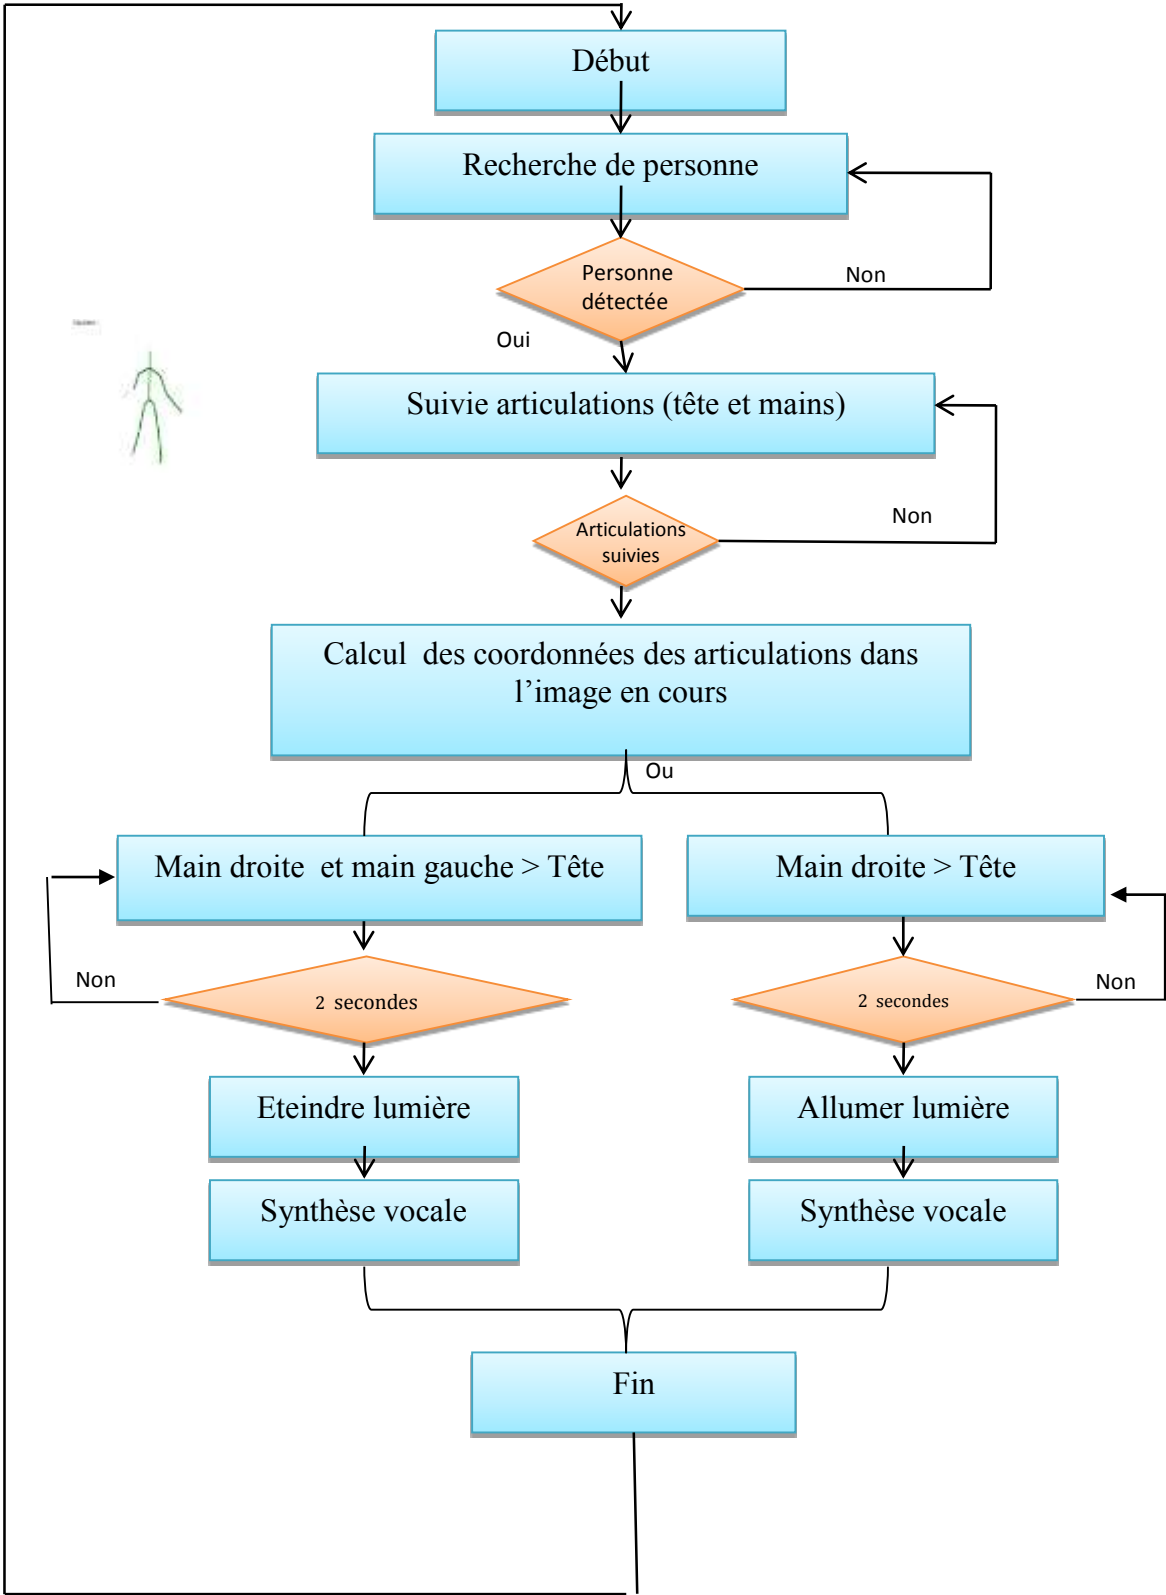 Début
Recherche de personne
Personne
détectée
Non
Oui
Suivie articulations (tête et mains)
Articulations
suivies
Non
Calcul des coordonnées des articulations dans
l’image en cours
Ou
Main droite et main gauche > Tête
Main droite > Tête
Non
2 secondes
2 secondes
Non
Eteindre lumière
Allumer lumière
Synthèse vocale
Synthèse vocale
Fin